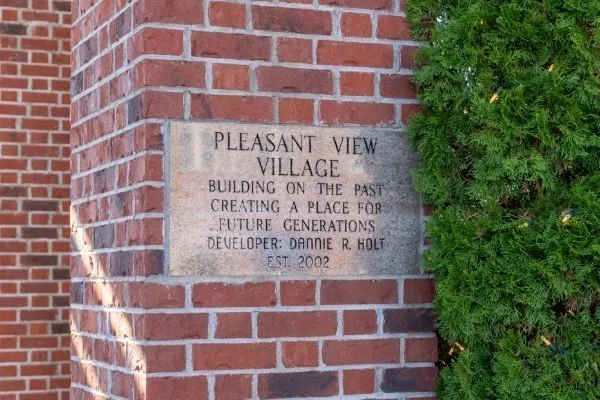 PLEASANT VIEW
VILLAGE
BUILDING ON THE PAST
CREATING A PLACE FOR
FUTURE GENERATIONS
DEVELOPER: DANNIE R. HOLT
EST. 2002